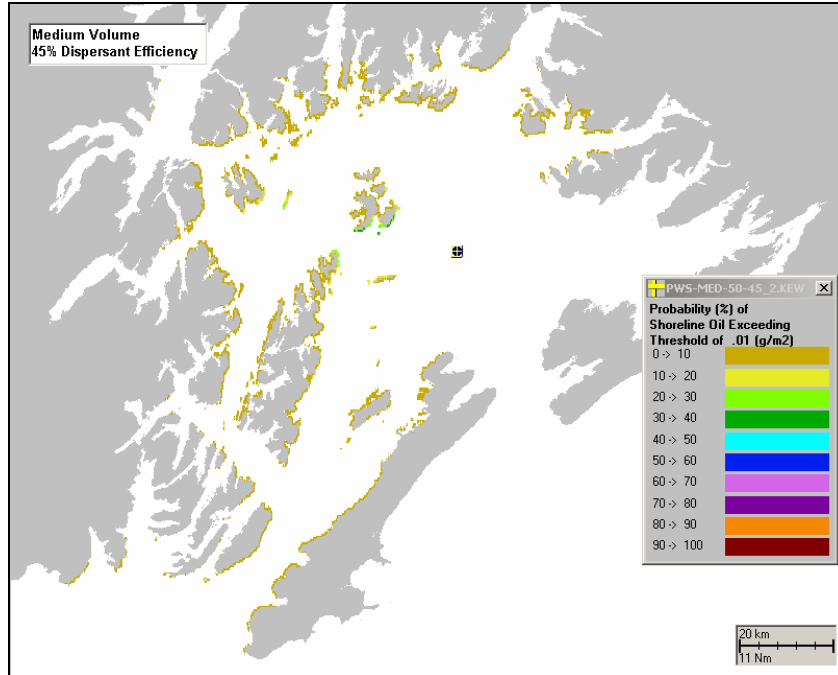 Medium Volume
45% Dispersant Efficiency
PWS-MED-50-45_2.KEW
Probability (%) of
Shoreline Oil Exceeding
Threshold of .01 (g/m2)
0 -> 10
10 -> 20
20 -> 30
30 -> 40
40 -> 50
50 -> 60
60 -> 70
70 -> 80
80 -> 90
90 -> 100
20 km
11 Nm